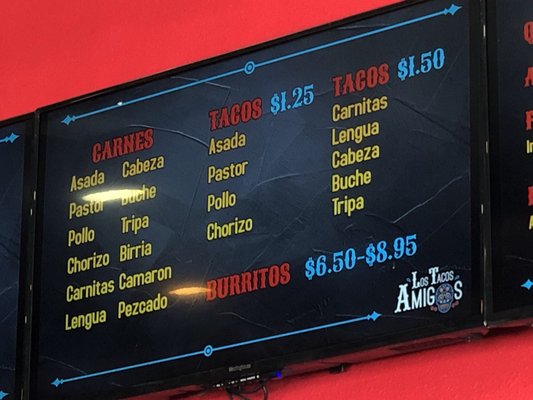 CARNES
Asada Cabeza
Pastor Buche
Pollo Tripa
Chorizo Birria
Carnitas Camaron
Lengua Pezcado
TACOS $1.25
Asada
Pastor
Pollo
Chorizo
TACOS $1.50
Carnitas
Lengua
Cabeza
Buche
Tripa
BURRITOS $6.50-$8.95
LOS TACOS
AMIGOS
Westinghouse